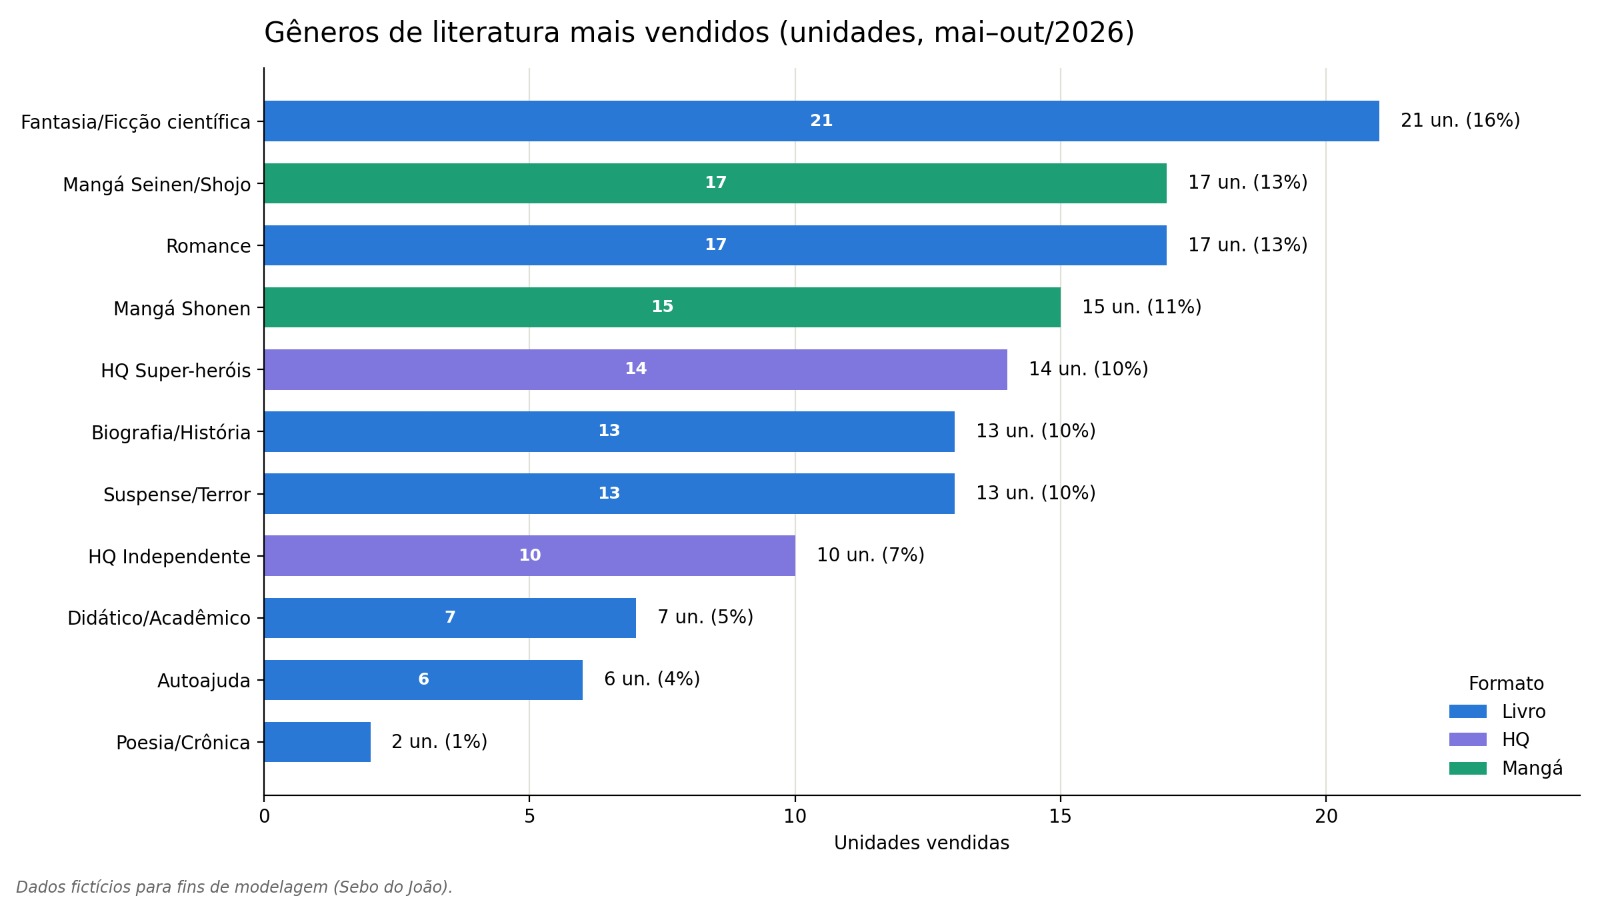 Gêneros de literatura mais vendidos (unidades, mai–out/2026)
Fantasia/Ficção científica 21 21 un. (16%)
Mangá Seinen/Shojo 17 17 un. (13%)
Romance 17 17 un. (13%)
Mangá Shonen 15 15 un. (11%)
HQ Super-heróis 14 14 un. (10%)
Biografia/História 13 13 un. (10%)
Suspense/Terror 13 13 un. (10%)
HQ Independente 10 10 un. (7%)
Didático/Acadêmico 7 7 un. (5%)
Autoajuda 6 6 un. (4%)
Poesia/Crônica 2 un. (1%)
Formato
Livro
HQ
Mangá
0 5 10 15 20
Unidades vendidas
Dados fictícios para fins de modelagem (Sebo do João).